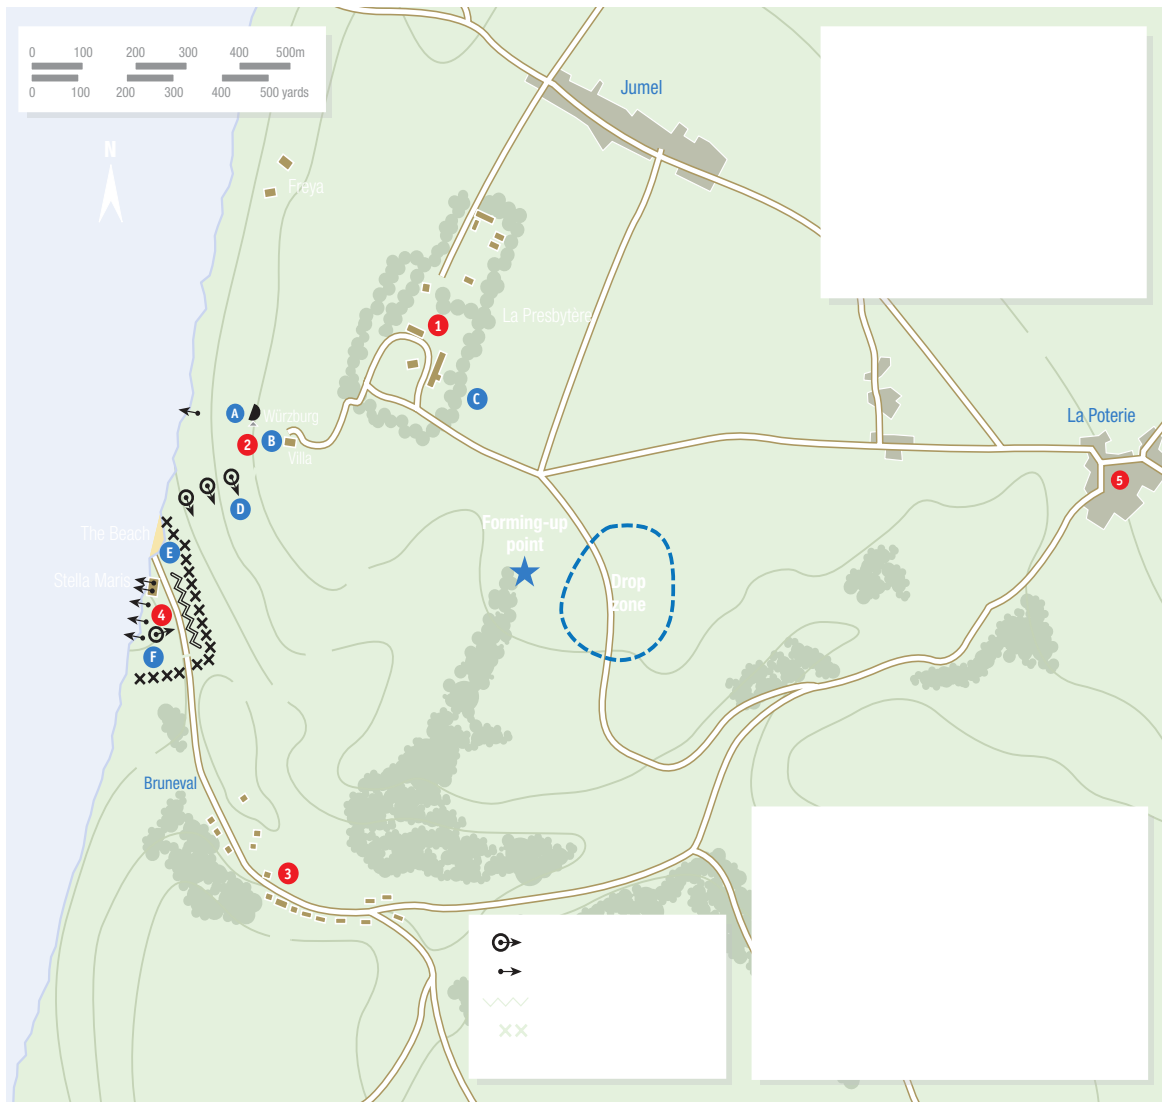 0 100 200 300 400 500m
0 100 200 300 400 500 yards
N
Jumel
Freya
La Presbytère
1
C
A
Würzburg
2
B
Villa
La Poterie
5
D
The Beach
E
Forming-up
point
Stella Maris
Drop
zone
4
F
Bruneval
3